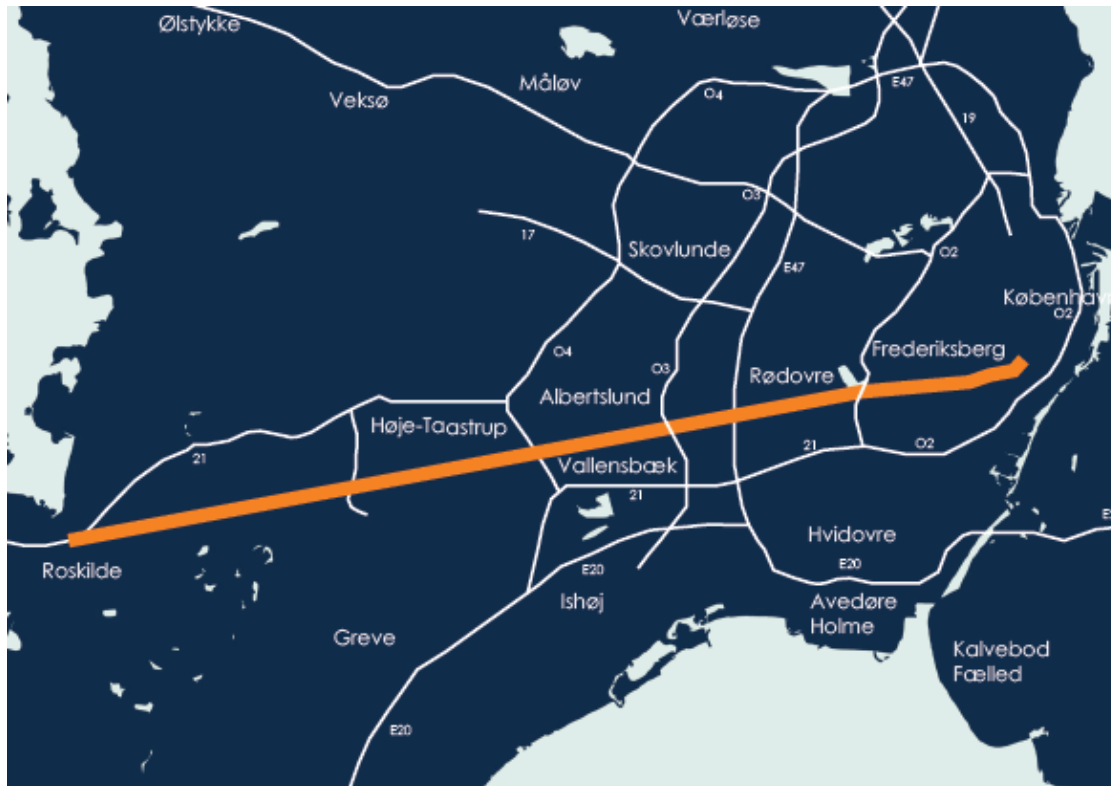 Ølstykke
Værløse
Måløv
Veksø
O4
E47
19
O3
17
Skovlunde
O2
E47
København
O2
Frederiksberg
O4
O3
Rødovre
Albertslund
Høje-Taastrup
21
O2
21
Vallensbæk
21
E2
Hvidovre
Roskilde
E20
E20
Ishøj
Avedøre
Holme
Greve
Kalvebod
Fælled
E20